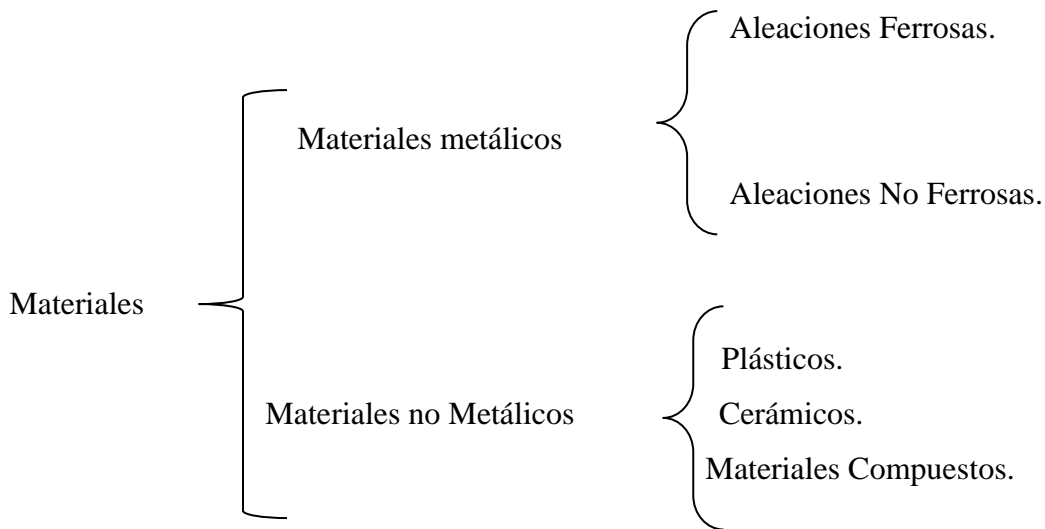 Aleaciones Ferrosas.
Materiales metálicos
Aleaciones No Ferrosas.
Materiales
Plásticos.
Materiales no Metálicos
Cerámicos.
Materiales Compuestos.